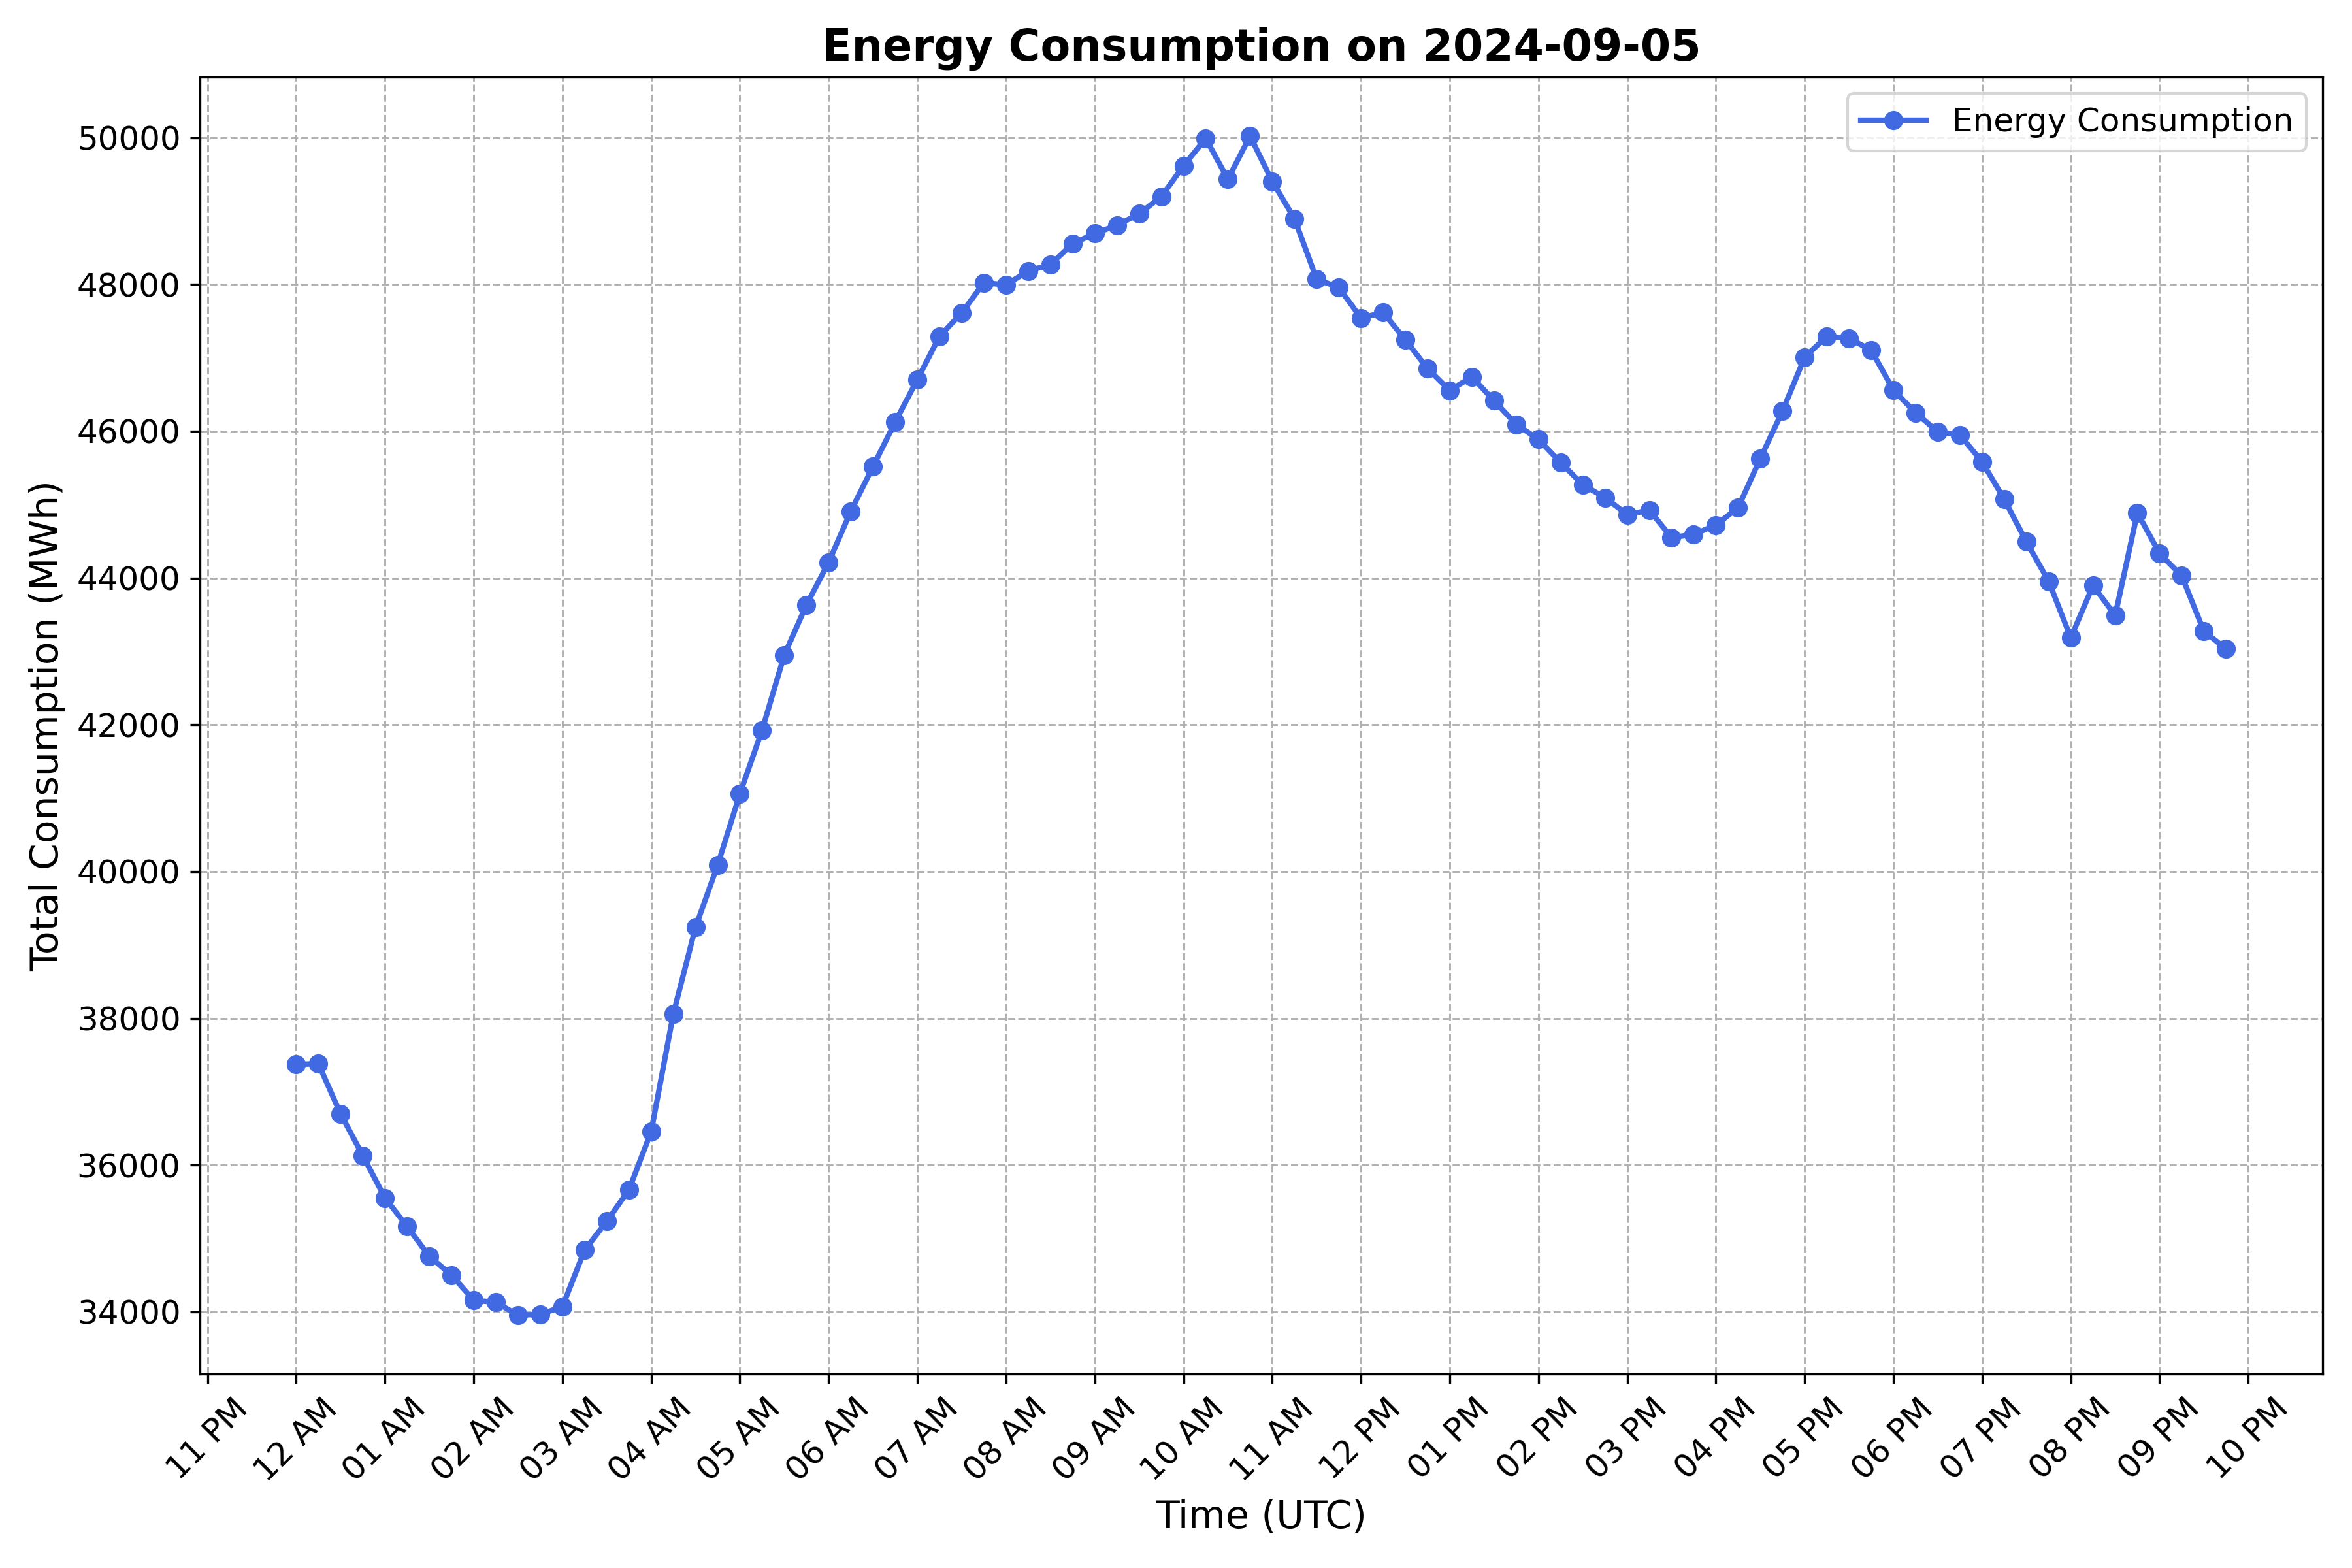 Energy Consumption on 2024-09-05
Energy Consumption
Total Consumption (MWh)
50000
48000
46000
44000
42000
40000
38000
36000
34000
11 PM
12 AM
01 AM
02 AM
03 AM
04 AM
05 AM
06 AM
07 AM
08 AM
09 AM
10 AM
11 AM
12 PM
01 PM
02 PM
03 PM
04 PM
05 PM
06 PM
07 PM
08 PM
09 PM
10 PM
Time (UTC)